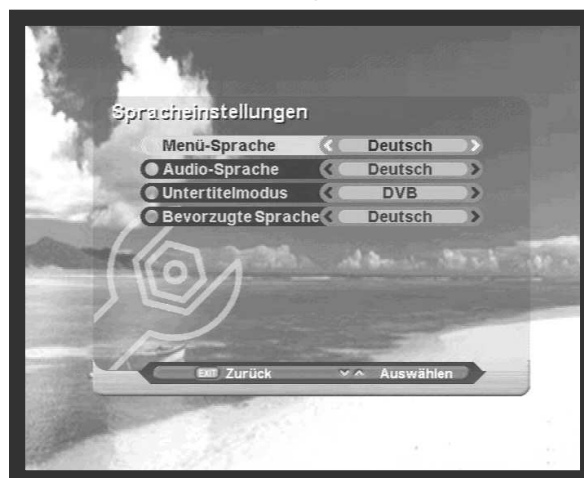 Spracheinstellungen
Menü-Sprache Deutsch
Audio-Sprache Deutsch
Untertitelmodus DVB
Bevorzugte Sprache Deutsch
EXIT Zurück Auswählen